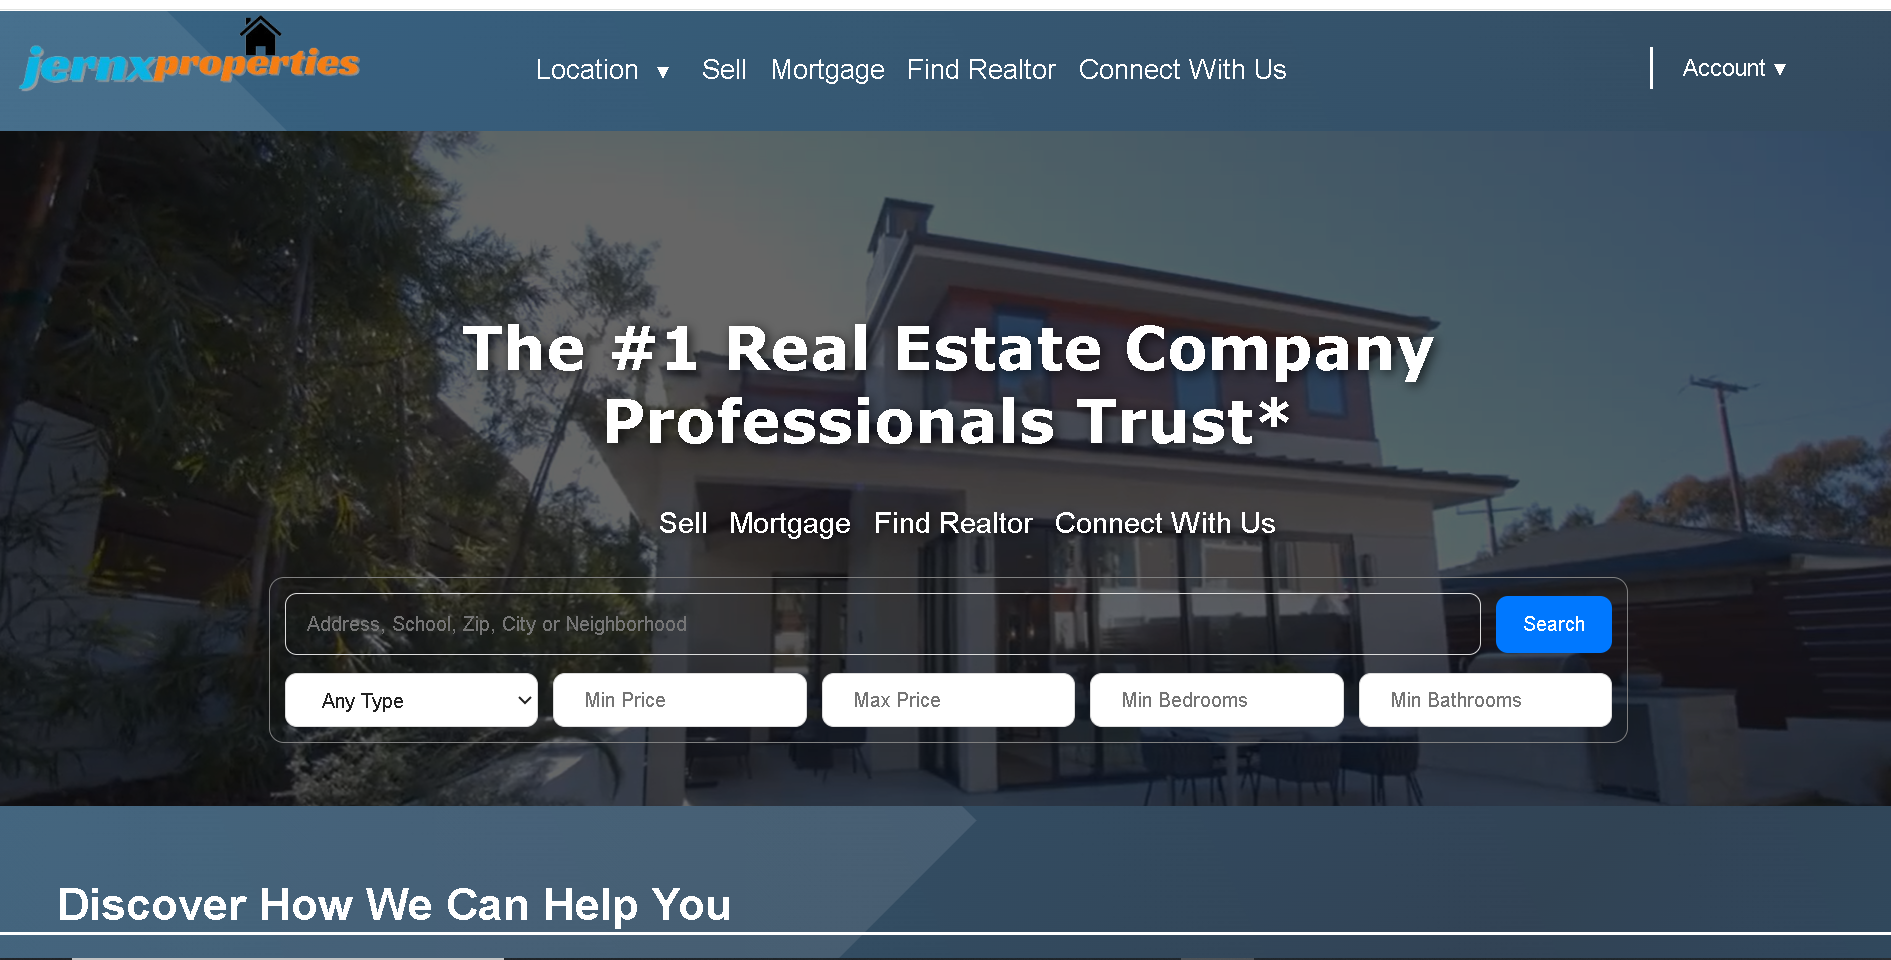 jernxproperties
Location ▼ Sell Mortgage Find Realtor Connect With Us
Account ▼
The #1 Real Estate Company
Professionals Trust*
Sell Mortgage Find Realtor Connect With Us
Address, School, Zip, City or Neighborhood
Search
Any Type
Min Price
Max Price
Min Bedrooms
Min Bathrooms
Discover How We Can Help You